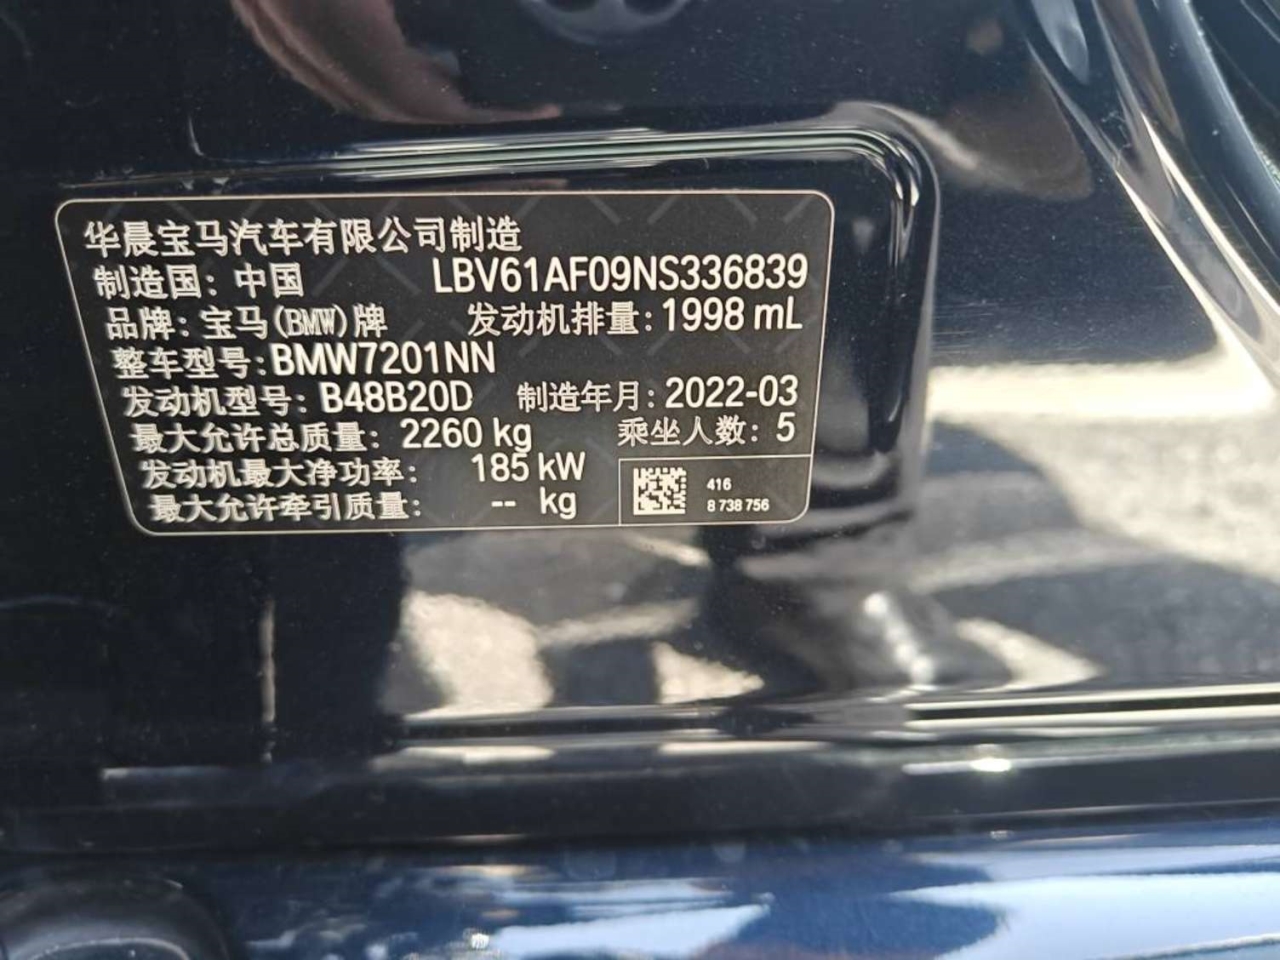 华晨宝马汽车有限公司制造
制造国: 中国 LBV61AF09NS336839
品牌: 宝马(BMW)牌 发动机排量: 1998 mL
整车型号: BMW7201NN
发动机型号: B48B20D 制造年月: 2022-03
最大允许总质量: 2260 kg 乘坐人数: 5
发动机最大净功率: 185 kW
最大允许牵引质量: -- kg
416
8 738 756